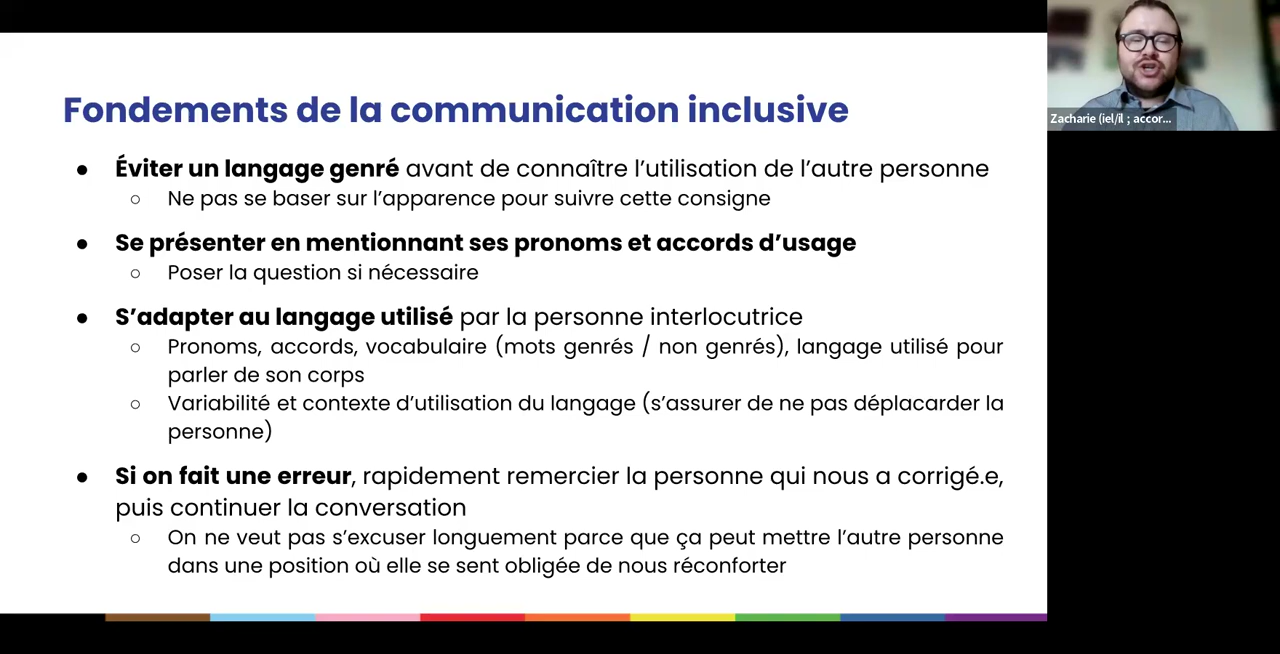 Fondements de la communication inclusive
● Éviter un langage genré avant de connaître l’utilisation de l’autre personne
○ Ne pas se baser sur l’apparence pour suivre cette consigne
● Se présenter en mentionnant ses pronoms et accords d’usage
○ Poser la question si nécessaire
● S’adapter au langage utilisé par la personne interlocutrice
○ Pronoms, accords, vocabulaire (mots genrés / non genrés), langage utilisé pour
parler de son corps
○ Variabilité et contexte d’utilisation du langage (s’assurer de ne pas déplacarder la
personne)
● Si on fait une erreur, rapidement remercier la personne qui nous a corrigé.e,
puis continuer la conversation
○ On ne veut pas s’excuser longuement parce que ça peut mettre l’autre personne
dans une position où elle se sent obligée de nous réconforter
Zacharie (iel/il ; accor...